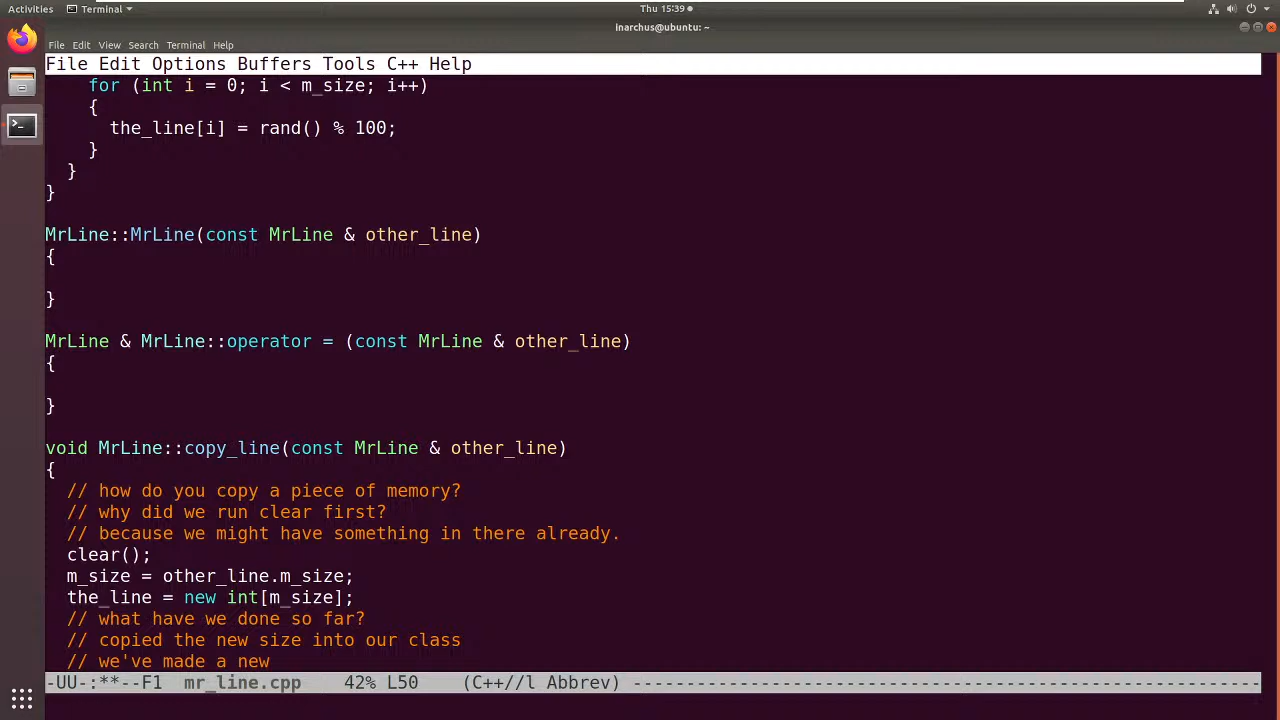 Activities Terminal Thu 15:39
inarchus@ubuntu: ~
File Edit View Search Terminal Help
File Edit Options Buffers Tools C++ Help
    for (int i = 0; i < m_size; i++)
    {
      the_line[i] = rand() % 100;
    }
  }
}
MrLine::MrLine(const MrLine & other_line)
{
}
MrLine & MrLine::operator = (const MrLine & other_line)
{
}
void MrLine::copy_line(const MrLine & other_line)
{
  // how do you copy a piece of memory?
  // why did we run clear first?
  // because we might have something in there already.
  clear();
  m_size = other_line.m_size;
  the_line = new int[m_size];
  // what have we done so far?
  // copied the new size into our class
  // we've made a new
-UU-:**--F1  mr_line.cpp    42% L50    (C++//l Abbrev) ------------------------------------------------------------